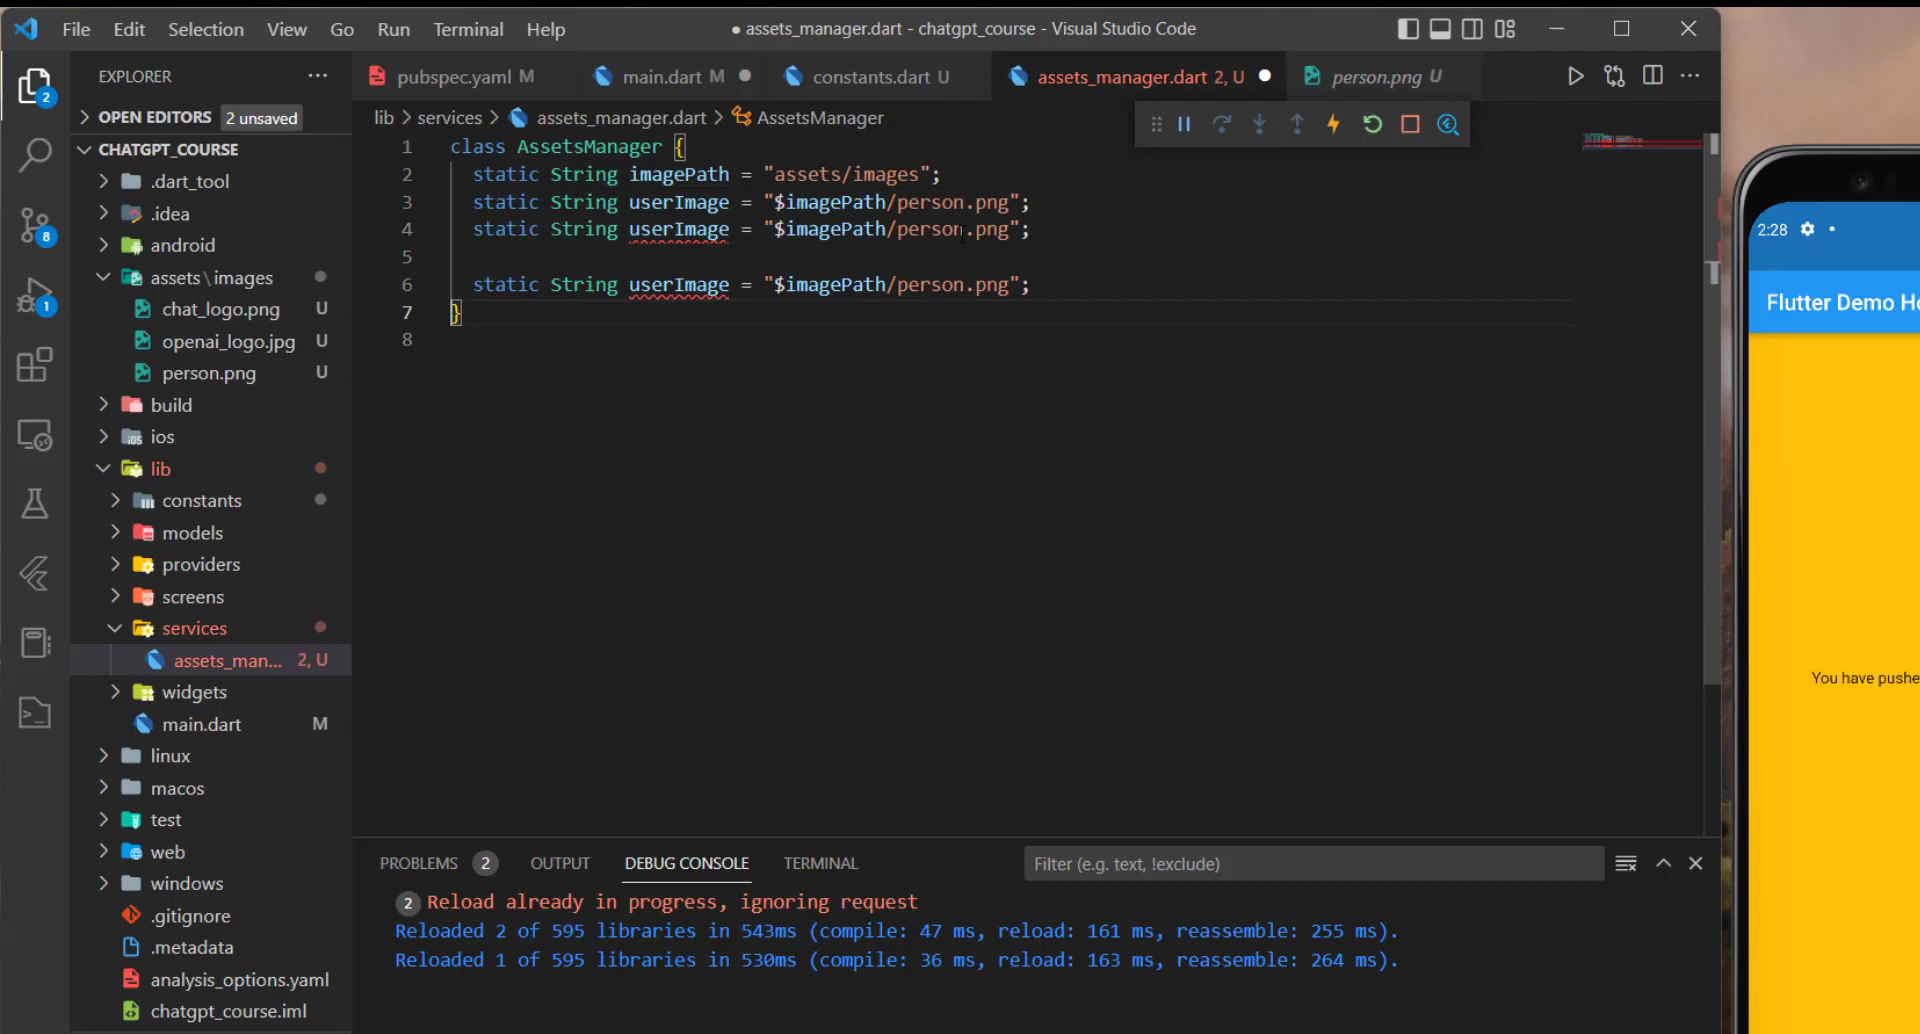 File Edit Selection View Go Run Terminal Help
● assets_manager.dart - chatgpt_course - Visual Studio Code
EXPLORER
OPEN EDITORS 2 unsaved
CHATGPT_COURSE
.dart_tool
.idea
android
assets\images
chat_logo.png U
openai_logo.jpg U
person.png U
build
ios
lib
constants
models
providers
screens
services
assets_man... 2, U
widgets
main.dart M
linux
macos
test
web
windows
.gitignore
.metadata
analysis_options.yaml
chatgpt_course.iml
2
8
1
pubspec.yaml M
main.dart M
constants.dart U
assets_manager.dart 2, U
person.png U
lib > services > assets_manager.dart > AssetsManager
1 class AssetsManager {
2 static String imagePath = "assets/images";
3 static String userImage = "$imagePath/person.png";
4 static String userImage = "$imagePath/person.png";
5
6 static String userImage = "$imagePath/person.png";
7 }
8
PROBLEMS 2 OUTPUT DEBUG CONSOLE TERMINAL
Filter (e.g. text, !exclude)
2 Reload already in progress, ignoring request
Reloaded 2 of 595 libraries in 543ms (compile: 47 ms, reload: 161 ms, reassemble: 255 ms).
Reloaded 1 of 595 libraries in 530ms (compile: 36 ms, reload: 163 ms, reassemble: 264 ms).
2:28
Flutter Demo Ho
You have pushe